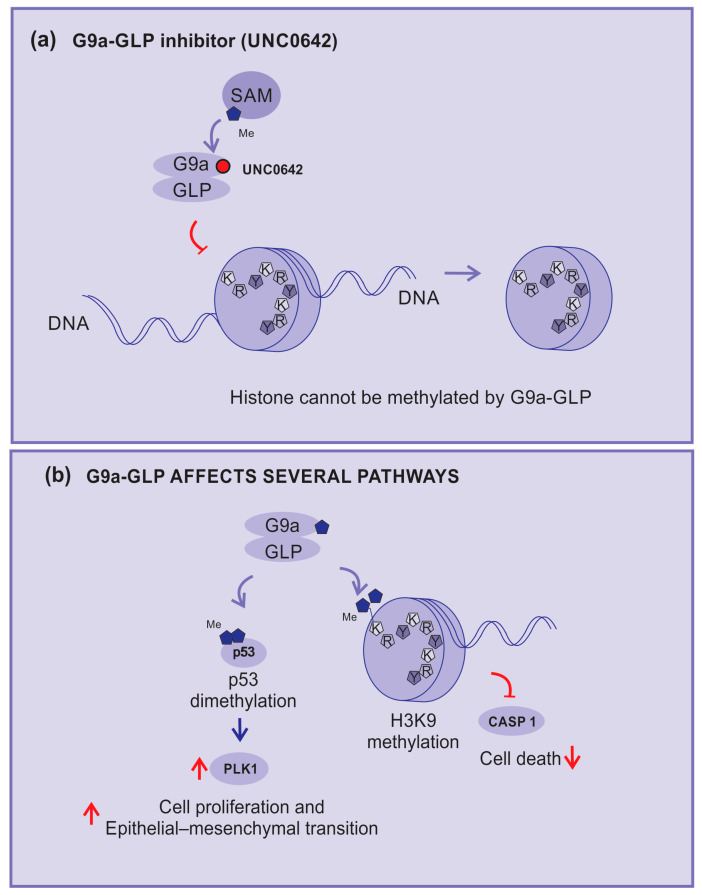 (a) G9a-GLP inhibitor (UNC0642)
SAM
Me
G9a
UNC0642
GLP
K
R
Y
K
R
Y
K
R
Y
DNA
DNA
K
R
Y
K
R
Y
K
R
Y
Histone cannot be methylated by G9a-GLP
(b) G9a-GLP AFFECTS SEVERAL PATHWAYS
G9a
GLP
Me
p53
p53
dimethylation
PLK1
Cell proliferation and
Epithelial–mesenchymal transition
Me
K
R
Y
K
R
Y
K
R
Y
H3K9
methylation
CASP 1
Cell death